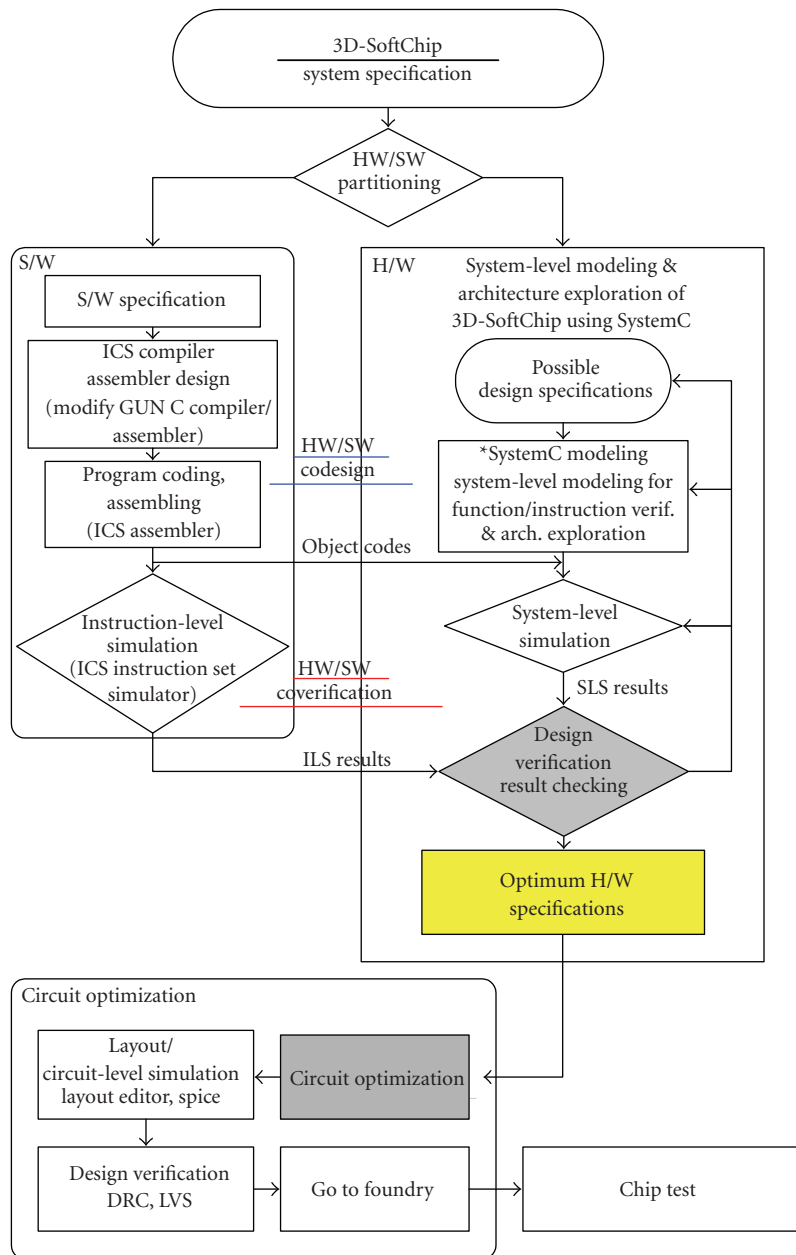 3D-SoftChip
system specification
HW/SW
partitioning
S/W
S/W specification
ICS compiler
assembler design
(modify GUN C compiler/
assembler)
Program coding,
assembling
(ICS assembler)
Instruction-level
simulation
(ICS instruction set
simulator)
HW/SW
codesign
Object codes
HW/SW
coverification
ILS results
H/W
System-level modeling &
architecture exploration of
3D-SoftChip using SystemC
Possible
design specifications
*SystemC modeling
system-level modeling for
function/instruction verif.
& arch. exploration
System-level
simulation
SLS results
Design
verification
result checking
Optimum H/W
specifications
Circuit optimization
Layout/
circuit-level simulation
layout editor, spice
Circuit optimization
Design verification
DRC, LVS
Go to foundry
Chip test